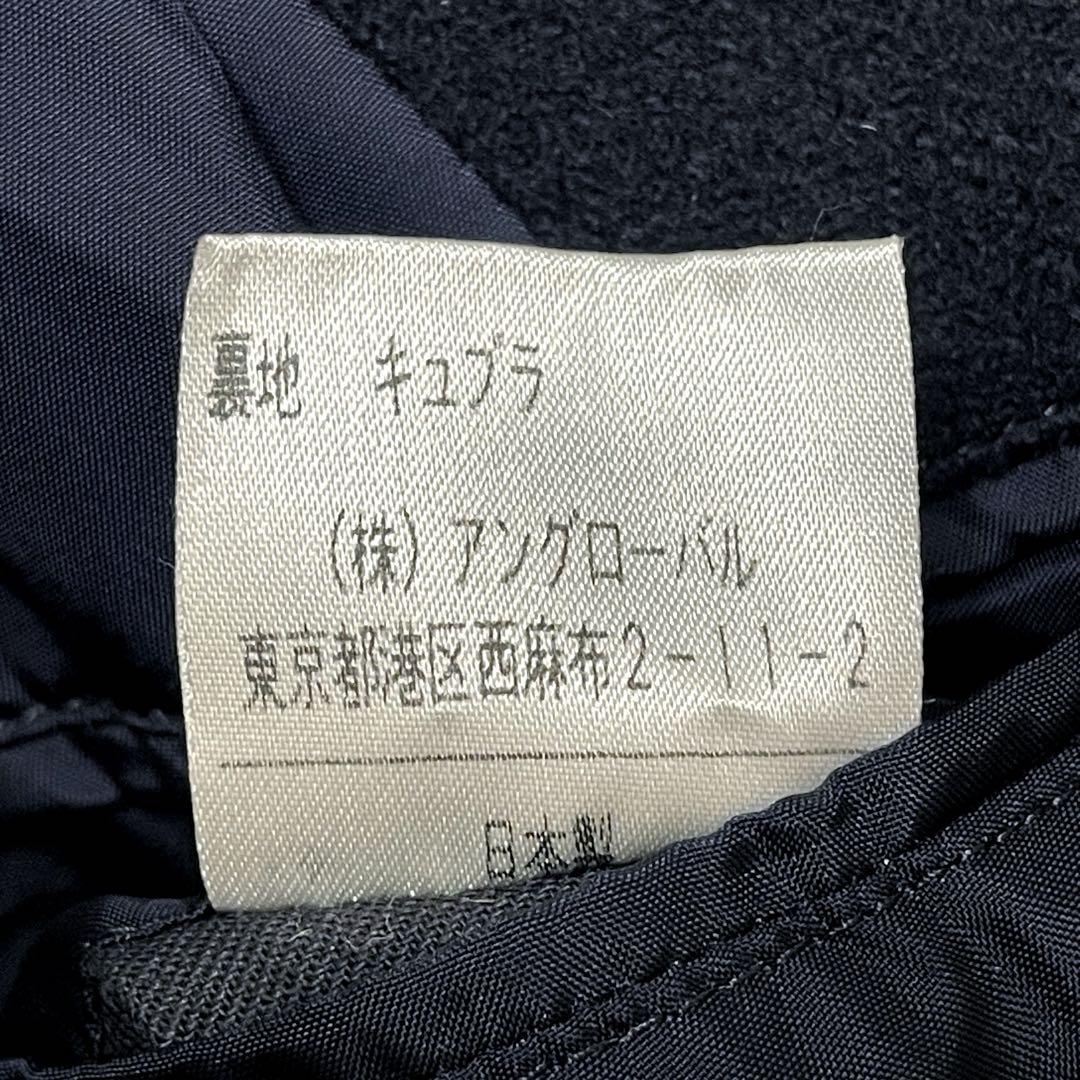 裏地 キュプラ
(株)アングローバル
東京都港区西麻布2-11-2
日本製